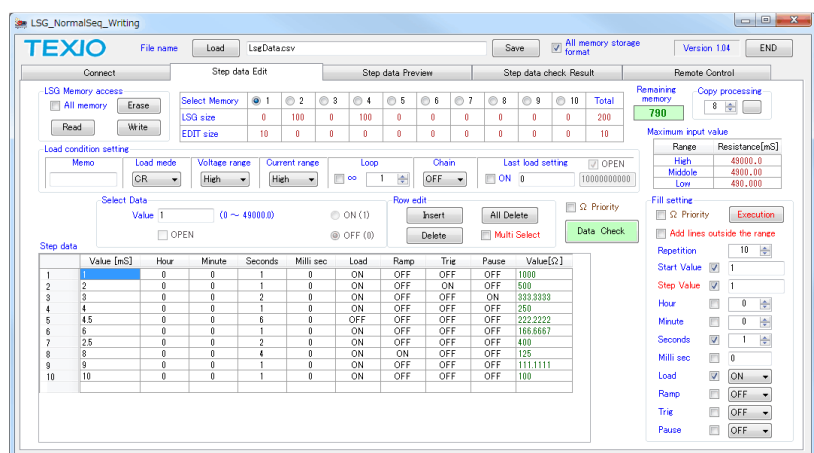 LSG_NormalSeq_Writing
TEXIO File name Load LsgData.csv Save All memory storage format Version 1.04 END
Connect Step data Edit Step data Preview Step data check Result Remote Control
LSG Memory access
All memory Erase
Read Write
Select Memory 1 2 3 4 5 6 7 8 9 10 Total
LSG size 0 100 0 100 0 0 0 0 0 0 200
EDIT size 10 0 0 0 0 0 0 0 0 0 10
Remaining memory
790
Copy processing
8
Load condition setting
Memo Load mode Voltage range Current range Loop Chain Last load setting OPEN
CR High High ∞ 1 OFF ON 0 10000000000
Maximum input value
Range Resistance[mS]
High 49000.0
Middole 4900.00
Low 490.000
Select Data
Value 1 (0 ～ 49000.0) ON (1)
OPEN OFF (0)
Row edit
Insert All Delete
Delete Multi Select
Ω Priority
Data Check
Step data
Value [mS] Hour Minute Seconds Milli sec Load Ramp Trig Pause Value[Ω]
1 1 0 0 1 0 ON OFF OFF OFF 1000
2 2 0 0 1 0 ON OFF ON OFF 500
3 3 0 0 2 0 ON OFF OFF ON 333.3333
4 4 0 0 1 0 ON OFF OFF OFF 250
5 4.5 0 0 6 0 OFF OFF OFF OFF 222.2222
6 6 0 0 1 0 ON OFF OFF OFF 166.6667
7 2.5 0 0 2 0 ON OFF OFF OFF 400
8 8 0 0 4 0 ON ON OFF OFF 125
9 9 0 0 1 0 ON OFF OFF OFF 111.1111
10 10 0 0 1 0 ON OFF OFF OFF 100
Fill setting
Ω Priority Execution
Add lines outside the range
Repetition 10
Start Value 1
Step Value 1
Hour 0
Minute 0
Seconds 1
Milli sec 0
Load ON
Ramp OFF
Trig OFF
Pause OFF